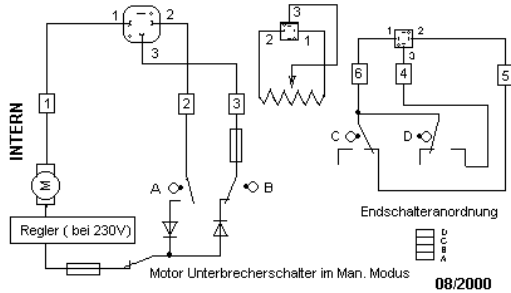 1
2
3
3
2
1
1
2
3
1
2
3
6
4
5
INTERN
M
A
B
C
D
Regler ( bei 230V)
Endschalteranordnung
D
C
B
A
Motor Unterbrecherschalter im Man. Modus
08/2000